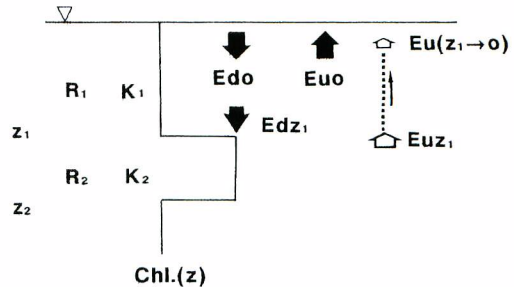 Eu(z₁→o)
Edo Euo
R₁ K₁
Edz₁
z₁ Euz₁
R₂ K₂
z₂
Chl.(z)